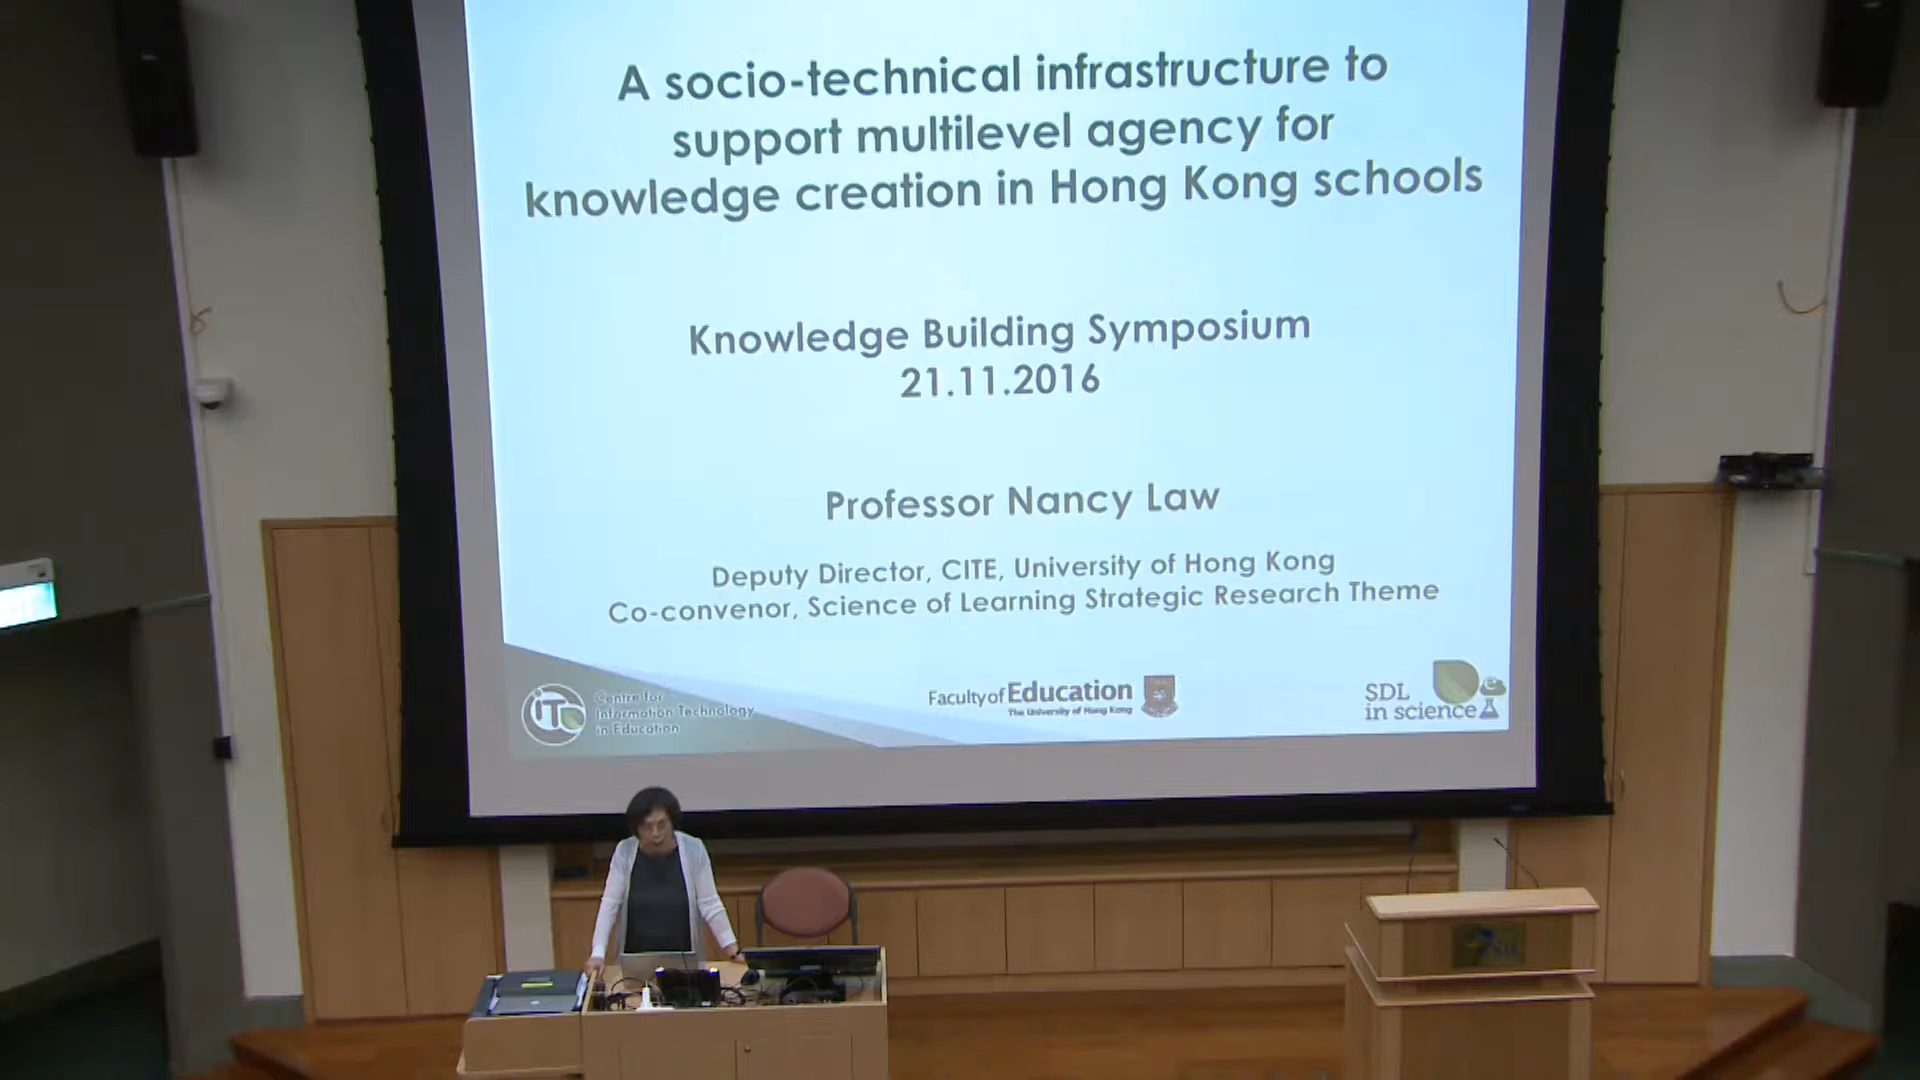 A socio-technical infrastructure to
support multilevel agency for
knowledge creation in Hong Kong schools
Knowledge Building Symposium
21.11.2016
Professor Nancy Law
Deputy Director, CITE, University of Hong Kong
Co-convenor, Science of Learning Strategic Research Theme
Centre for
Information Technology
in Education
Faculty of Education
The University of Hong Kong
SDL
in science